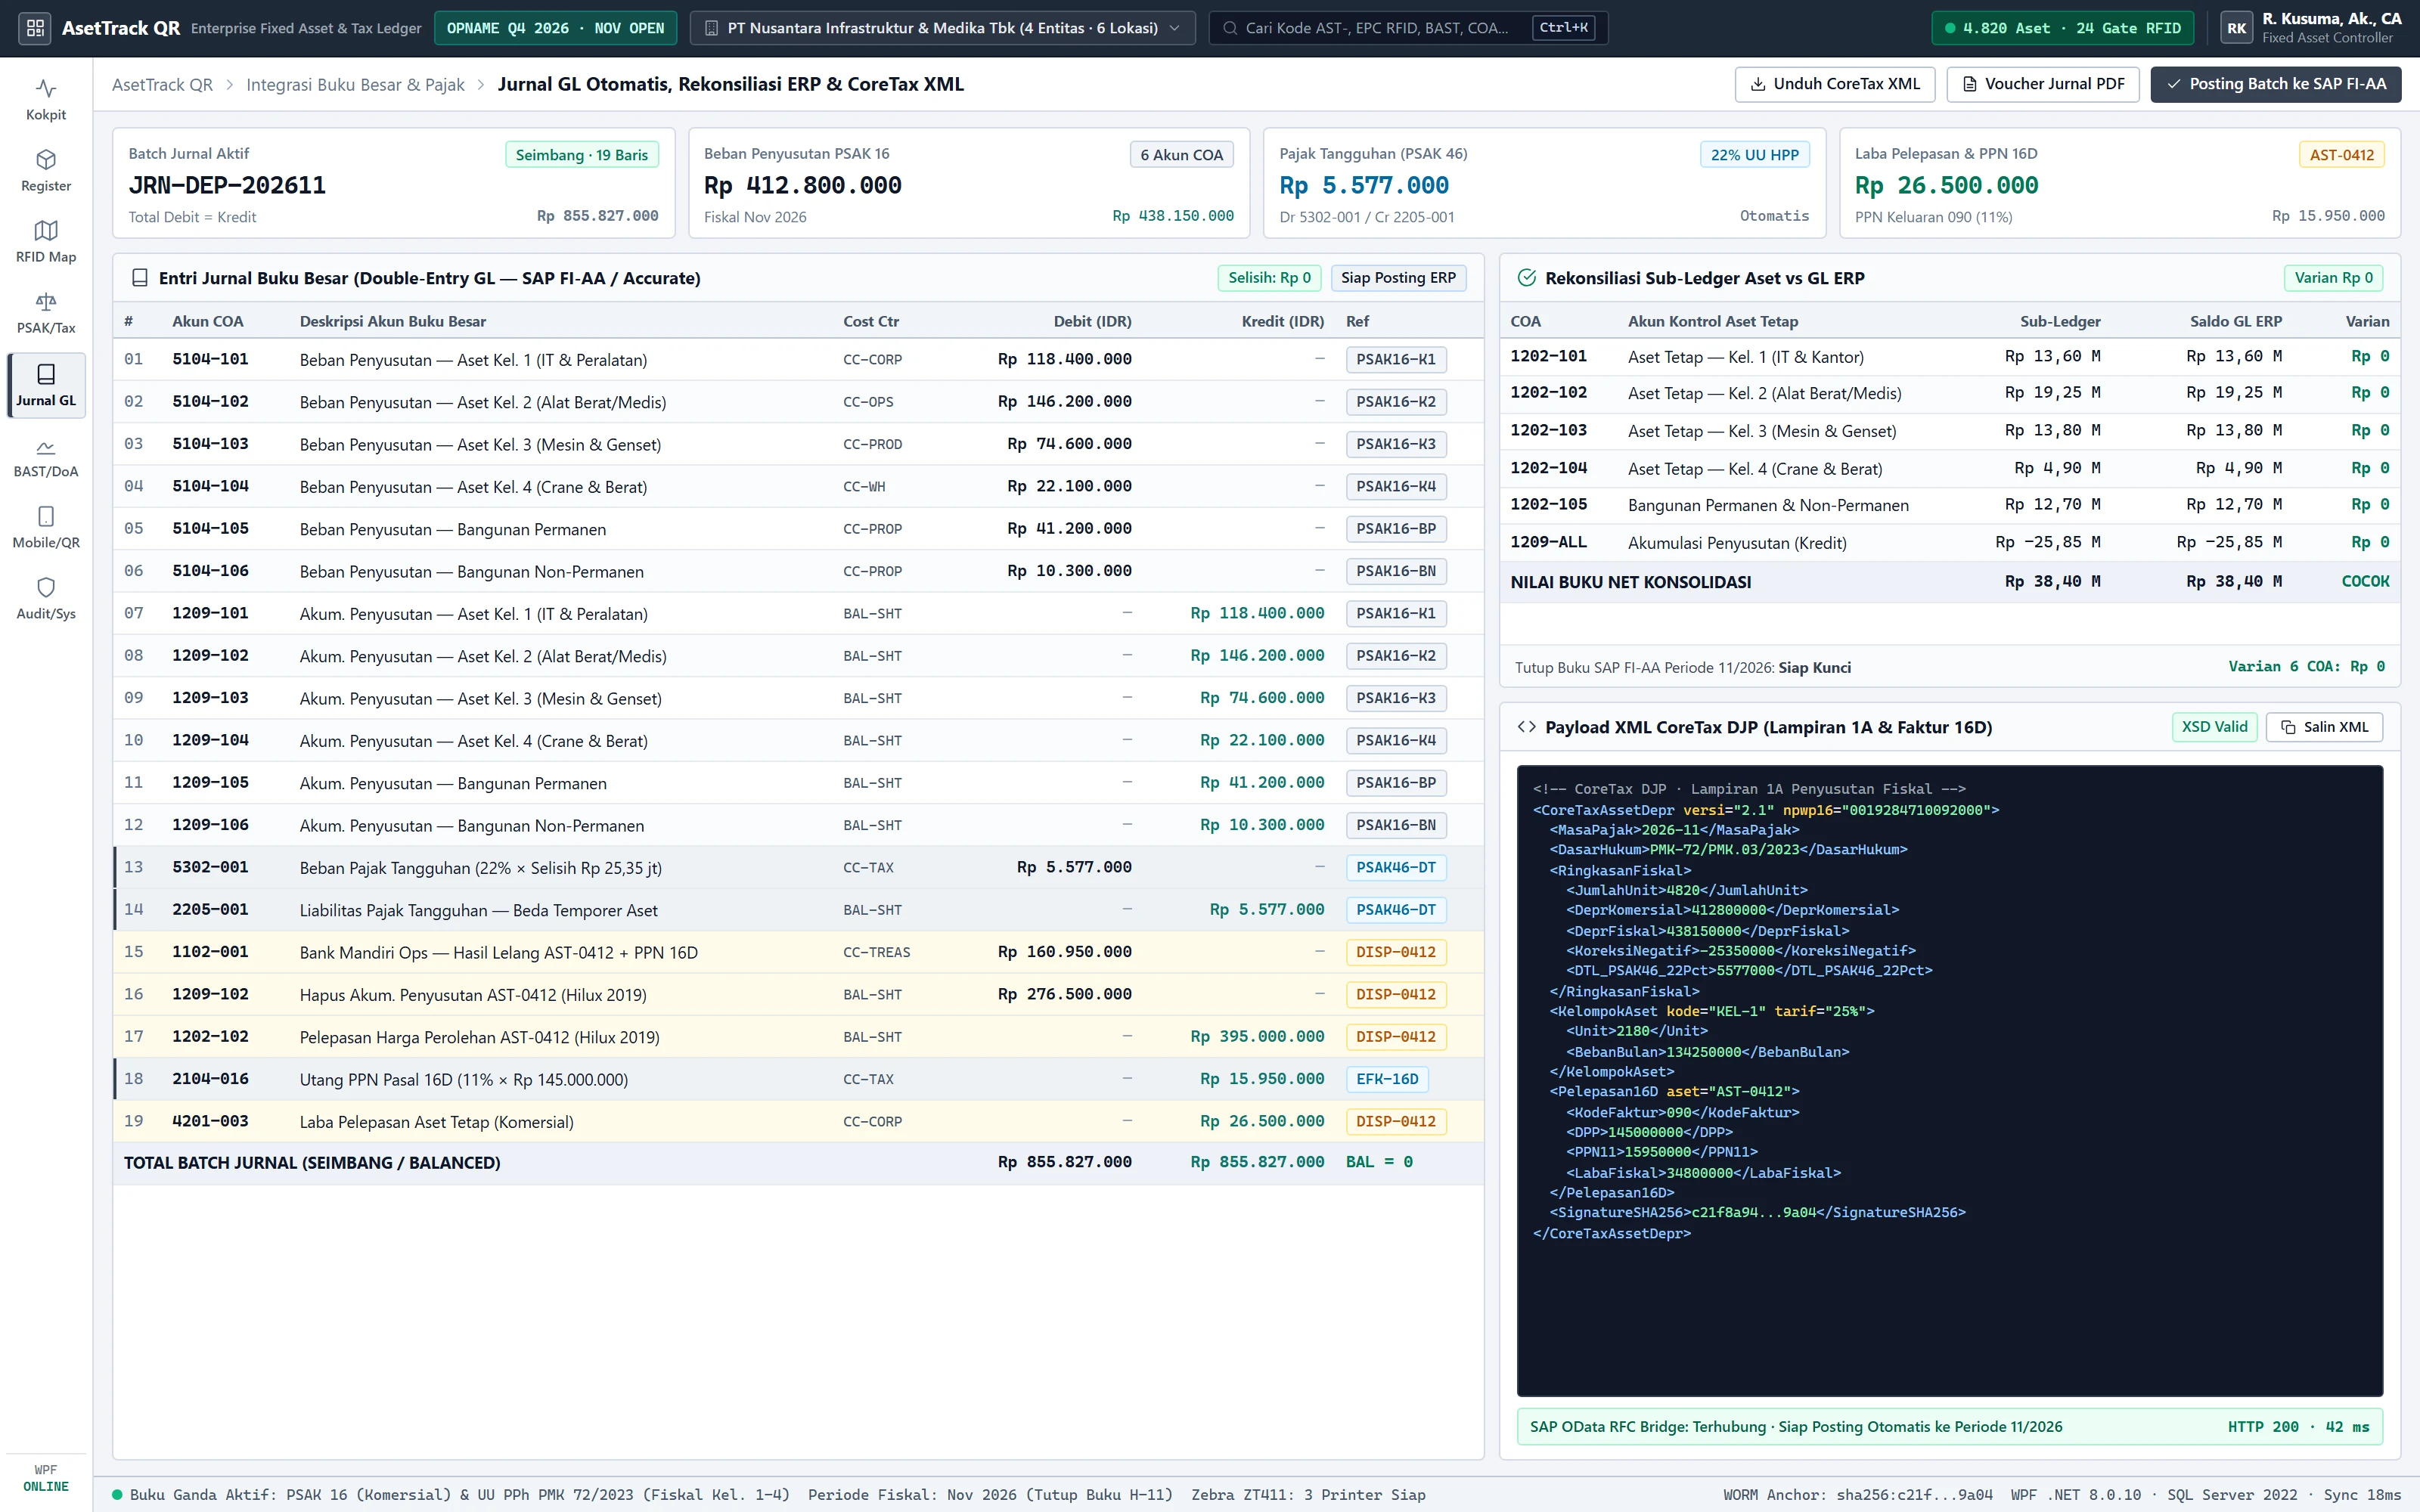 AsetTrack QR Enterprise Fixed Asset & Tax Ledger OPNAME Q4 2026 · NOV OPEN PT Nusantara Infrastruktur & Medika Tbk (4 Entitas · 6 Lokasi) Cari Kode AST-, EPC RFID, BAST, COA... Ctrl+K 4.820 Aset · 24 Gate RFID RK R. Kusuma, Ak., CA
Fixed Asset Controller
Kokpit
Register
RFID Map
PSAK/Tax
Jurnal GL
BAST/DoA
Mobile/QR
Audit/Sys
WPF
ONLINE
AsetTrack QR > Integrasi Buku Besar & Pajak > Jurnal GL Otomatis, Rekonsiliasi ERP & CoreTax XML Unduh CoreTax XML Voucher Jurnal PDF Posting Batch ke SAP FI-AA
Batch Jurnal Aktif Seimbang · 19 Baris
JRN-DEP-202611
Total Debit = Kredit Rp 855.827.000
Beban Penyusutan PSAK 16 6 Akun COA
Rp 412.800.000
Fiskal Nov 2026 Rp 438.150.000
Pajak Tangguhan (PSAK 46) 22% UU HPP
Rp 5.577.000
Dr 5302-001 / Cr 2205-001 Otomatis
Laba Pelepasan & PPN 16D AST-0412
Rp 26.500.000
PPN Keluaran 090 (11%) Rp 15.950.000
Entri Jurnal Buku Besar (Double-Entry GL — SAP FI-AA / Accurate) Selisih: Rp 0 Siap Posting ERP
# Akun COA Deskripsi Akun Buku Besar Cost Ctr Debit (IDR) Kredit (IDR) Ref
01 5104-101 Beban Penyusutan — Aset Kel. 1 (IT & Peralatan) CC-CORP Rp 118.400.000 — PSAK16-K1
02 5104-102 Beban Penyusutan — Aset Kel. 2 (Alat Berat/Medis) CC-OPS Rp 146.200.000 — PSAK16-K2
03 5104-103 Beban Penyusutan — Aset Kel. 3 (Mesin & Genset) CC-PROD Rp 74.600.000 — PSAK16-K3
04 5104-104 Beban Penyusutan — Aset Kel. 4 (Crane & Berat) CC-WH Rp 22.100.000 — PSAK16-K4
05 5104-105 Beban Penyusutan — Bangunan Permanen CC-PROP Rp 41.200.000 — PSAK16-BP
06 5104-106 Beban Penyusutan — Bangunan Non-Permanen CC-PROP Rp 10.300.000 — PSAK16-BN
07 1209-101 Akum. Penyusutan — Aset Kel. 1 (IT & Peralatan) BAL-SHT — Rp 118.400.000 PSAK16-K1
08 1209-102 Akum. Penyusutan — Aset Kel. 2 (Alat Berat/Medis) BAL-SHT — Rp 146.200.000 PSAK16-K2
09 1209-103 Akum. Penyusutan — Aset Kel. 3 (Mesin & Genset) BAL-SHT — Rp 74.600.000 PSAK16-K3
10 1209-104 Akum. Penyusutan — Aset Kel. 4 (Crane & Berat) BAL-SHT — Rp 22.100.000 PSAK16-K4
11 1209-105 Akum. Penyusutan — Bangunan Permanen BAL-SHT — Rp 41.200.000 PSAK16-BP
12 1209-106 Akum. Penyusutan — Bangunan Non-Permanen BAL-SHT — Rp 10.300.000 PSAK16-BN
13 5302-001 Beban Pajak Tangguhan (22% × Selisih Rp 25,35 jt) CC-TAX Rp 5.577.000 — PSAK46-DT
14 2205-001 Liabilitas Pajak Tangguhan — Beda Temporer Aset BAL-SHT — Rp 5.577.000 PSAK46-DT
15 1102-001 Bank Mandiri Ops — Hasil Lelang AST-0412 + PPN 16D CC-TREAS Rp 160.950.000 — DISP-0412
16 1209-102 Hapus Akum. Penyusutan AST-0412 (Hilux 2019) BAL-SHT Rp 276.500.000 — DISP-0412
17 1202-102 Pelepasan Harga Perolehan AST-0412 (Hilux 2019) BAL-SHT — Rp 395.000.000 DISP-0412
18 2104-016 Utang PPN Pasal 16D (11% × Rp 145.000.000) CC-TAX — Rp 15.950.000 EFK-16D
19 4201-003 Laba Pelepasan Aset Tetap (Komersial) CC-CORP — Rp 26.500.000 DISP-0412
TOTAL BATCH JURNAL (SEIMBANG / BALANCED) Rp 855.827.000 Rp 855.827.000 BAL = 0
Rekonsiliasi Sub-Ledger Aset vs GL ERP Varian Rp 0
COA Akun Kontrol Aset Tetap Sub-Ledger Saldo GL ERP Varian
1202-101 Aset Tetap — Kel. 1 (IT & Kantor) Rp 13,60 M Rp 13,60 M Rp 0
1202-102 Aset Tetap — Kel. 2 (Alat Berat/Medis) Rp 19,25 M Rp 19,25 M Rp 0
1202-103 Aset Tetap — Kel. 3 (Mesin & Genset) Rp 13,80 M Rp 13,80 M Rp 0
1202-104 Aset Tetap — Kel. 4 (Crane & Berat) Rp 4,90 M Rp 4,90 M Rp 0
1202-105 Bangunan Permanen & Non-Permanen Rp 12,70 M Rp 12,70 M Rp 0
1209-ALL Akumulasi Penyusutan (Kredit) Rp -25,85 M Rp -25,85 M Rp 0
NILAI BUKU NET KONSOLIDASI Rp 38,40 M Rp 38,40 M COCOK
Tutup Buku SAP FI-AA Periode 11/2026: Siap Kunci Varian 6 COA: Rp 0
Payload XML CoreTax DJP (Lampiran 1A & Faktur 16D) XSD Valid Salin XML
<!-- CoreTax DJP · Lampiran 1A Penyusutan Fiskal -->
<CoreTaxAssetDepr versi="2.1" npwp16="0019284710092000">
<MasaPajak>2026-11</MasaPajak>
<DasarHukum>PMK-72/PMK.03/2023</DasarHukum>
<RingkasanFiskal>
<JumlahUnit>4820</JumlahUnit>
<DeprKomersial>412800000</DeprKomersial>
<DeprFiskal>438150000</DeprFiskal>
<KoreksiNegatif>-25350000</KoreksiNegatif>
<DTL_PSAK46_22Pct>5577000</DTL_PSAK46_22Pct>
</RingkasanFiskal>
<KelompokAset kode="KEL-1" tarif="25%">
<Unit>2180</Unit>
<BebanBulan>134250000</BebanBulan>
</KelompokAset>
<Pelepasan16D aset="AST-0412">
<KodeFaktur>090</KodeFaktur>
<DPP>145000000</DPP>
<PPN11>15950000</PPN11>
<LabaFiskal>34800000</LabaFiskal>
</Pelepasan16D>
<SignatureSHA256>c21f8a94...9a04</SignatureSHA256>
</CoreTaxAssetDepr>
SAP OData RFC Bridge: Terhubung · Siap Posting Otomatis ke Periode 11/2026 HTTP 200 · 42 ms
Buku Ganda Aktif: PSAK 16 (Komersial) & UU PPh PMK 72/2023 (Fiskal Kel. 1-4) Periode Fiskal: Nov 2026 (Tutup Buku H-11) Zebra ZT411: 3 Printer Siap WORM Anchor: sha256:c21f...9a04 WPF .NET 8.0.10 · SQL Server 2022 · Sync 18ms